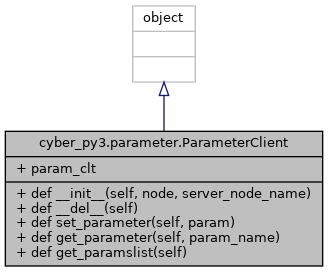 object
cyber_py3.parameter.ParameterClient
+ param_clt
+ def __init__(self, node, server_node_name)
+ def __del__(self)
+ def set_parameter(self, param)
+ def get_parameter(self, param_name)
+ def get_paramslist(self)